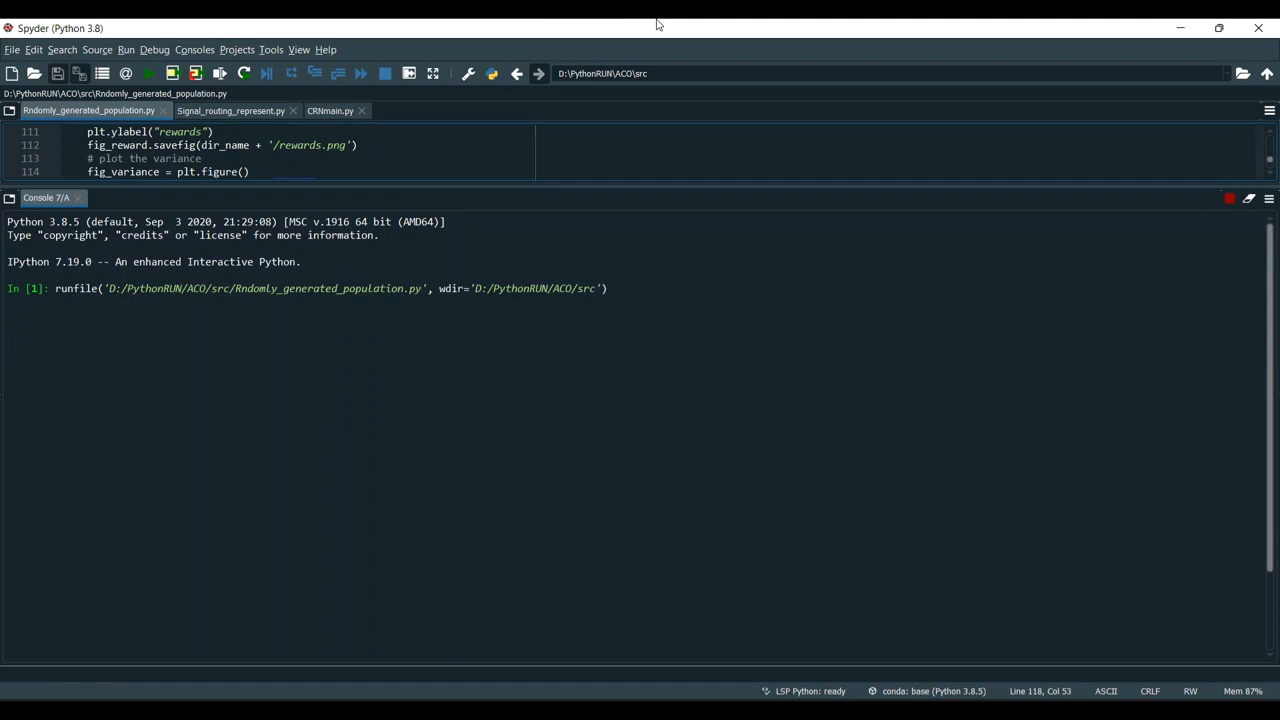 Spyder (Python 3.8)
File Edit Search Source Run Debug Consoles Projects Tools View Help
D:\PythonRUN\ACO\src
D:\PythonRUN\ACO\src\Rndomly_generated_population.py
Rndomly_generated_population.py Signal_routing_represent.py CRNmain.py
111 plt.ylabel("rewards")
112 fig_reward.savefig(dir_name + '/rewards.png')
113 # plot the variance
114 fig_variance = plt.figure()
Console 7/A
Python 3.8.5 (default, Sep  3 2020, 21:29:08) [MSC v.1916 64 bit (AMD64)]
Type "copyright", "credits" or "license" for more information.
IPython 7.19.0 -- An enhanced Interactive Python.
In [1]: runfile('D:/PythonRUN/ACO/src/Rndomly_generated_population.py', wdir='D:/PythonRUN/ACO/src')
LSP Python: ready conda: base (Python 3.8.5) Line 118, Col 53 ASCII CRLF RW Mem 87%